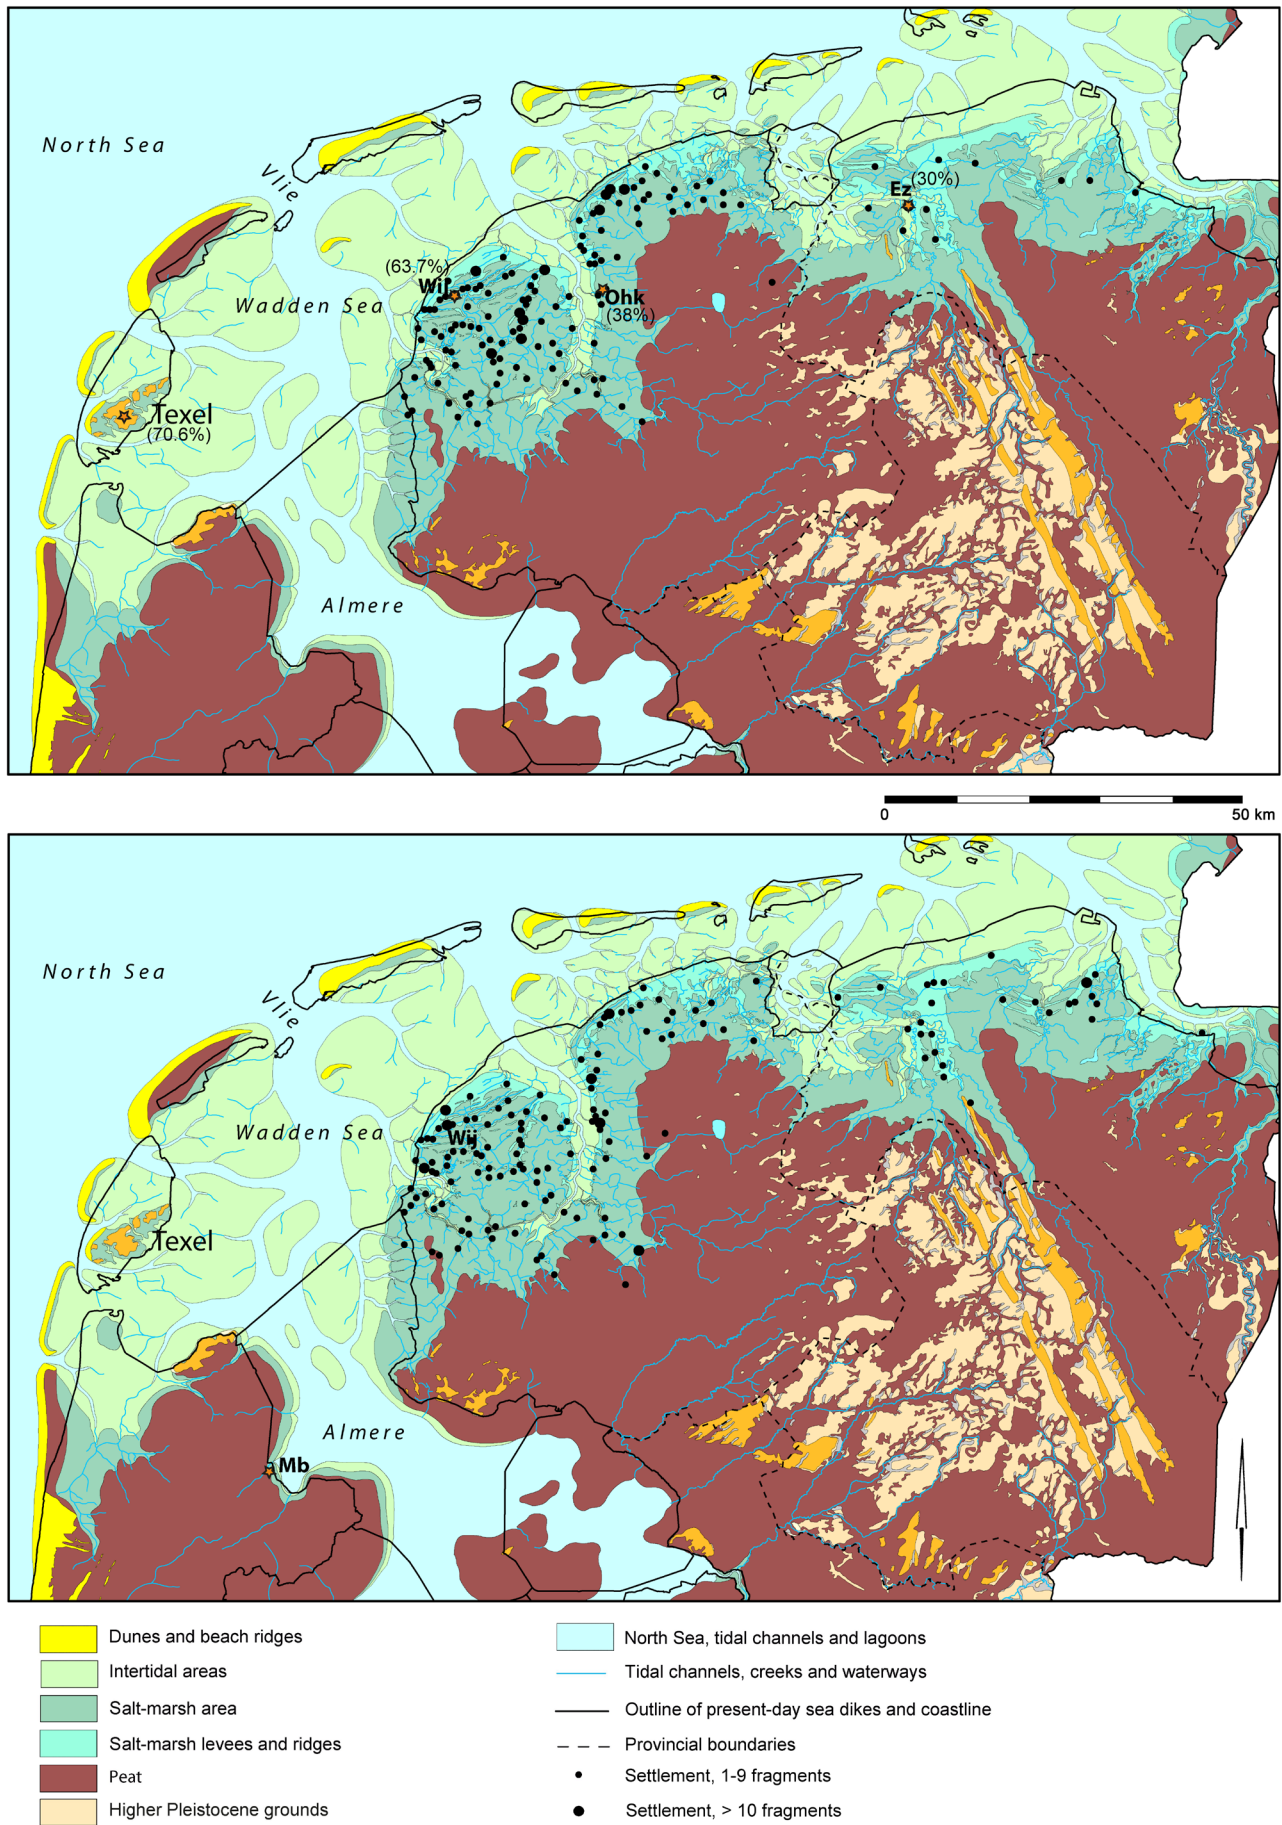 North Sea
Vlie
(30%)
Ez
(63.7%)
Wij
Wadden Sea
Ohk
(38%)
Texel
(70.6%)
Almere
0 50 km
North Sea
Vlie
Wadden Sea
Wij
Texel
Almere
Mb
Dunes and beach ridges
Intertidal areas
Salt-marsh area
Salt-marsh levees and ridges
Peat
Higher Pleistocene grounds
North Sea, tidal channels and lagoons
Tidal channels, creeks and waterways
Outline of present-day sea dikes and coastline
Provincial boundaries
Settlement, 1-9 fragments
Settlement, > 10 fragments